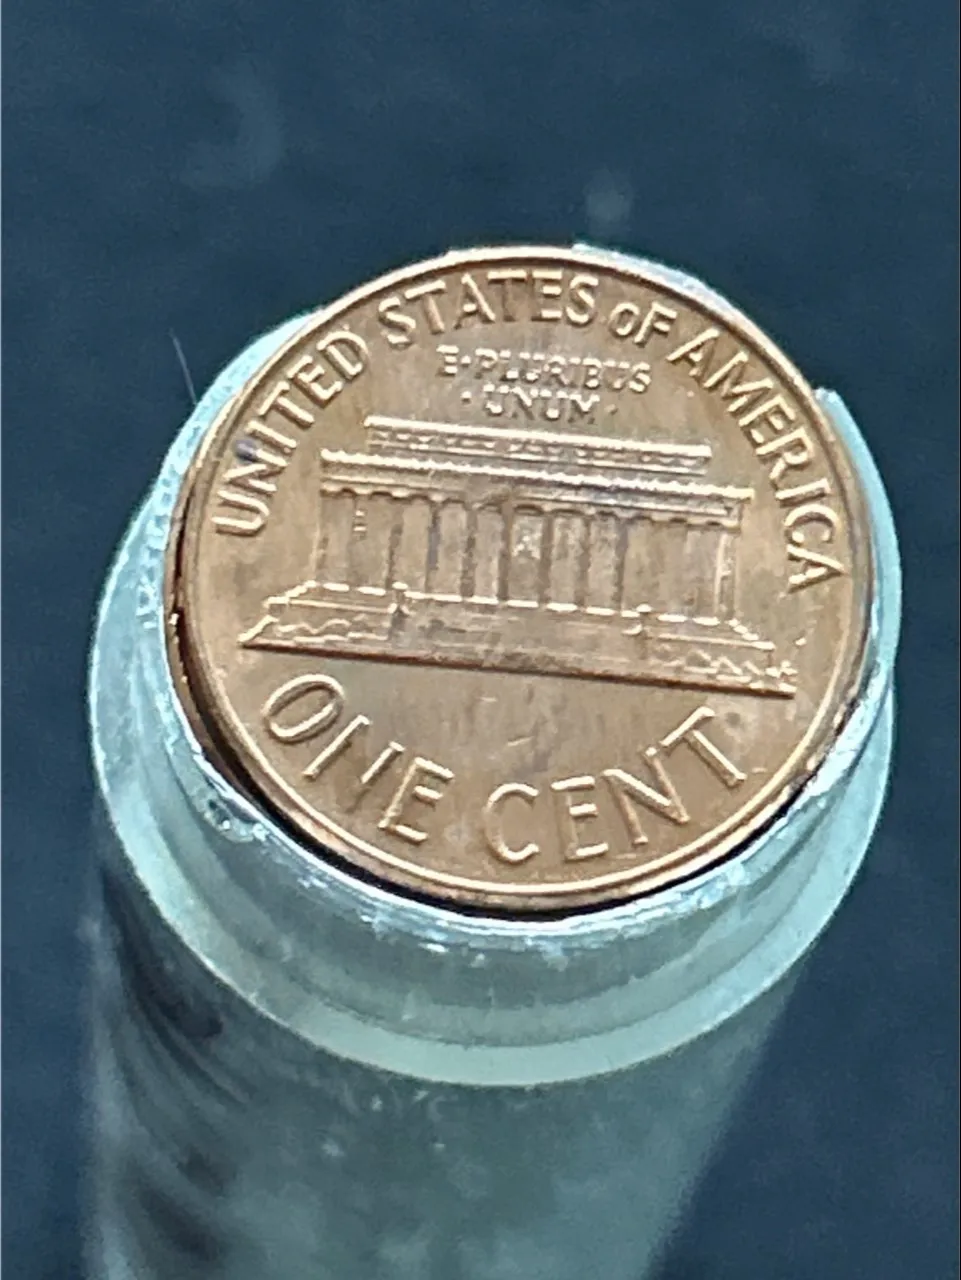 UNITED STATES oF AMERICA
E·PLURIBUS
·UNUM·
ONE CENT